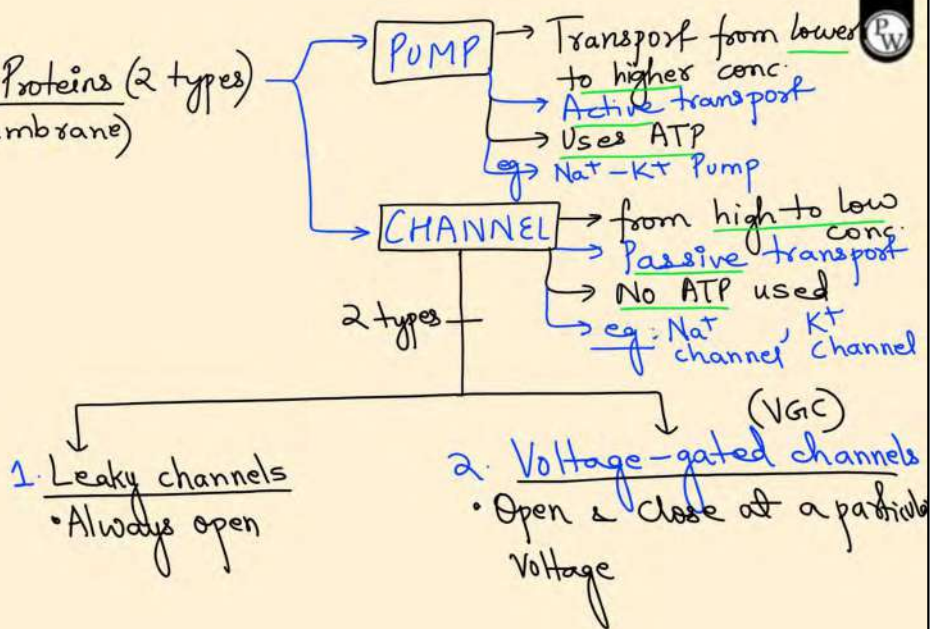 PW
Proteins (2 types)
mbrane)
PUMP
→ Transport from lower
to higher conc.
→ Active transport
→ Uses ATP
eg → Na+ – K+ Pump
CHANNEL
→ from high to low
conc.
→ Passive transport
→ No ATP used
→ eg: Na+ channel, K+ channel
2 types
1. Leaky channels
• Always open
(VGC)
2. Voltage-gated channels
• Open & close at a particula
Voltage